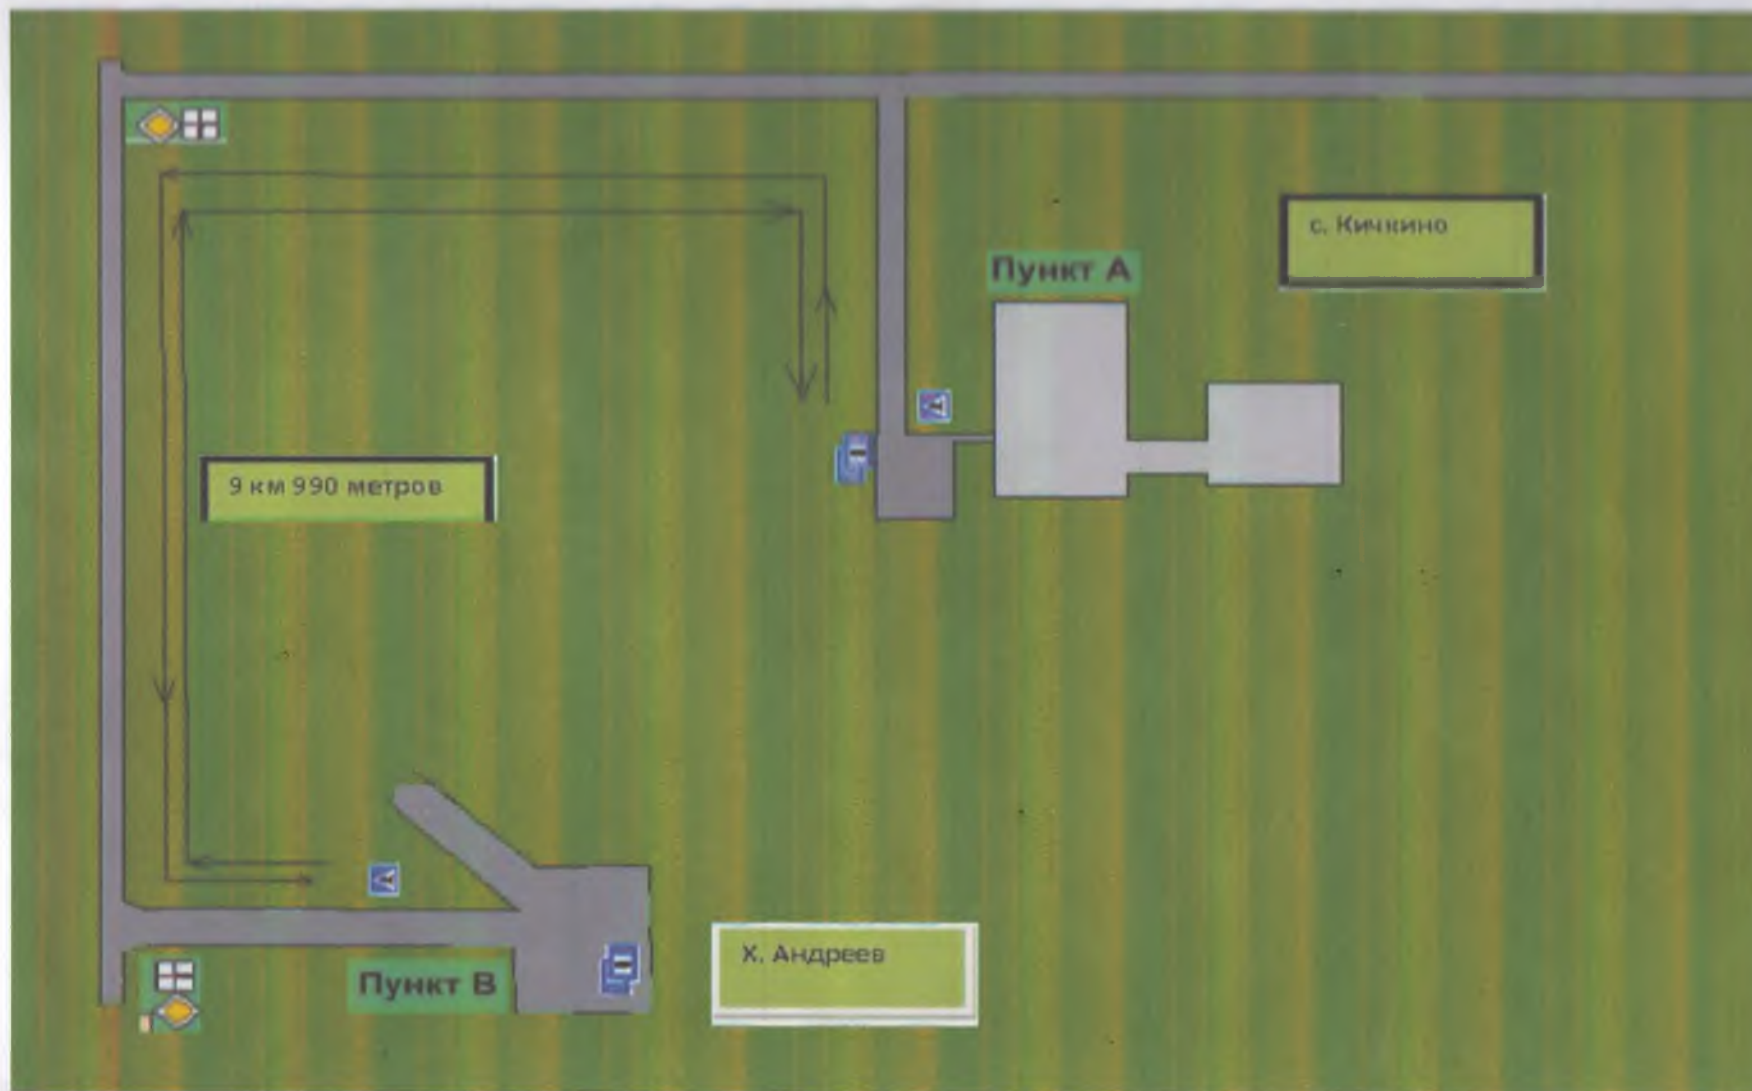 с. Кичкино
Пункт А
9 км 990 метров
Х. Андреев
Пункт В